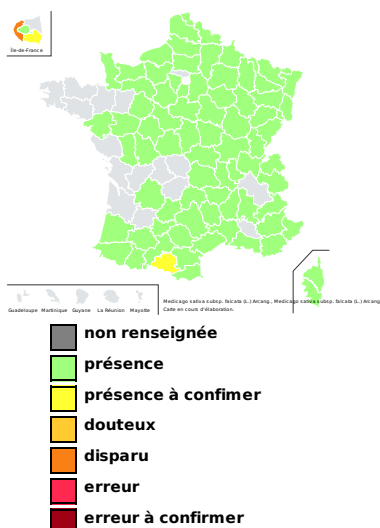 Île-de-France
Guadeloupe Martinique Guyane La Réunion Mayotte
Medicago sativa subsp. falcata (L.) Arcang., Medicago sativa subsp. falcata (L.) Arcang
Carte en cours d'élaboration.
non renseignée
présence
présence à confimer
douteux
disparu
erreur
erreur à confirmer